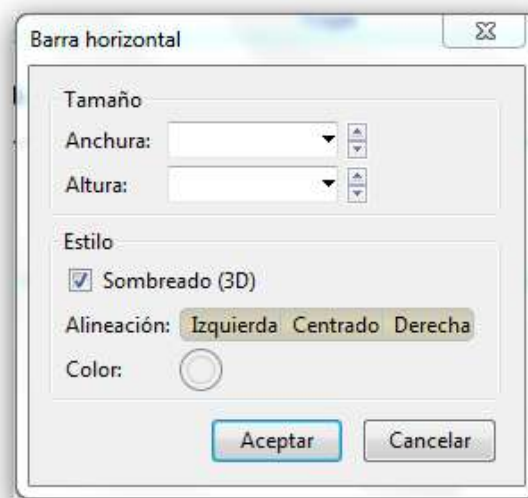 Barra horizontal
Tamaño
Anchura:
Altura:
Estilo
Sombreado (3D)
Alineación: Izquierda Centrado Derecha
Color:
Aceptar Cancelar